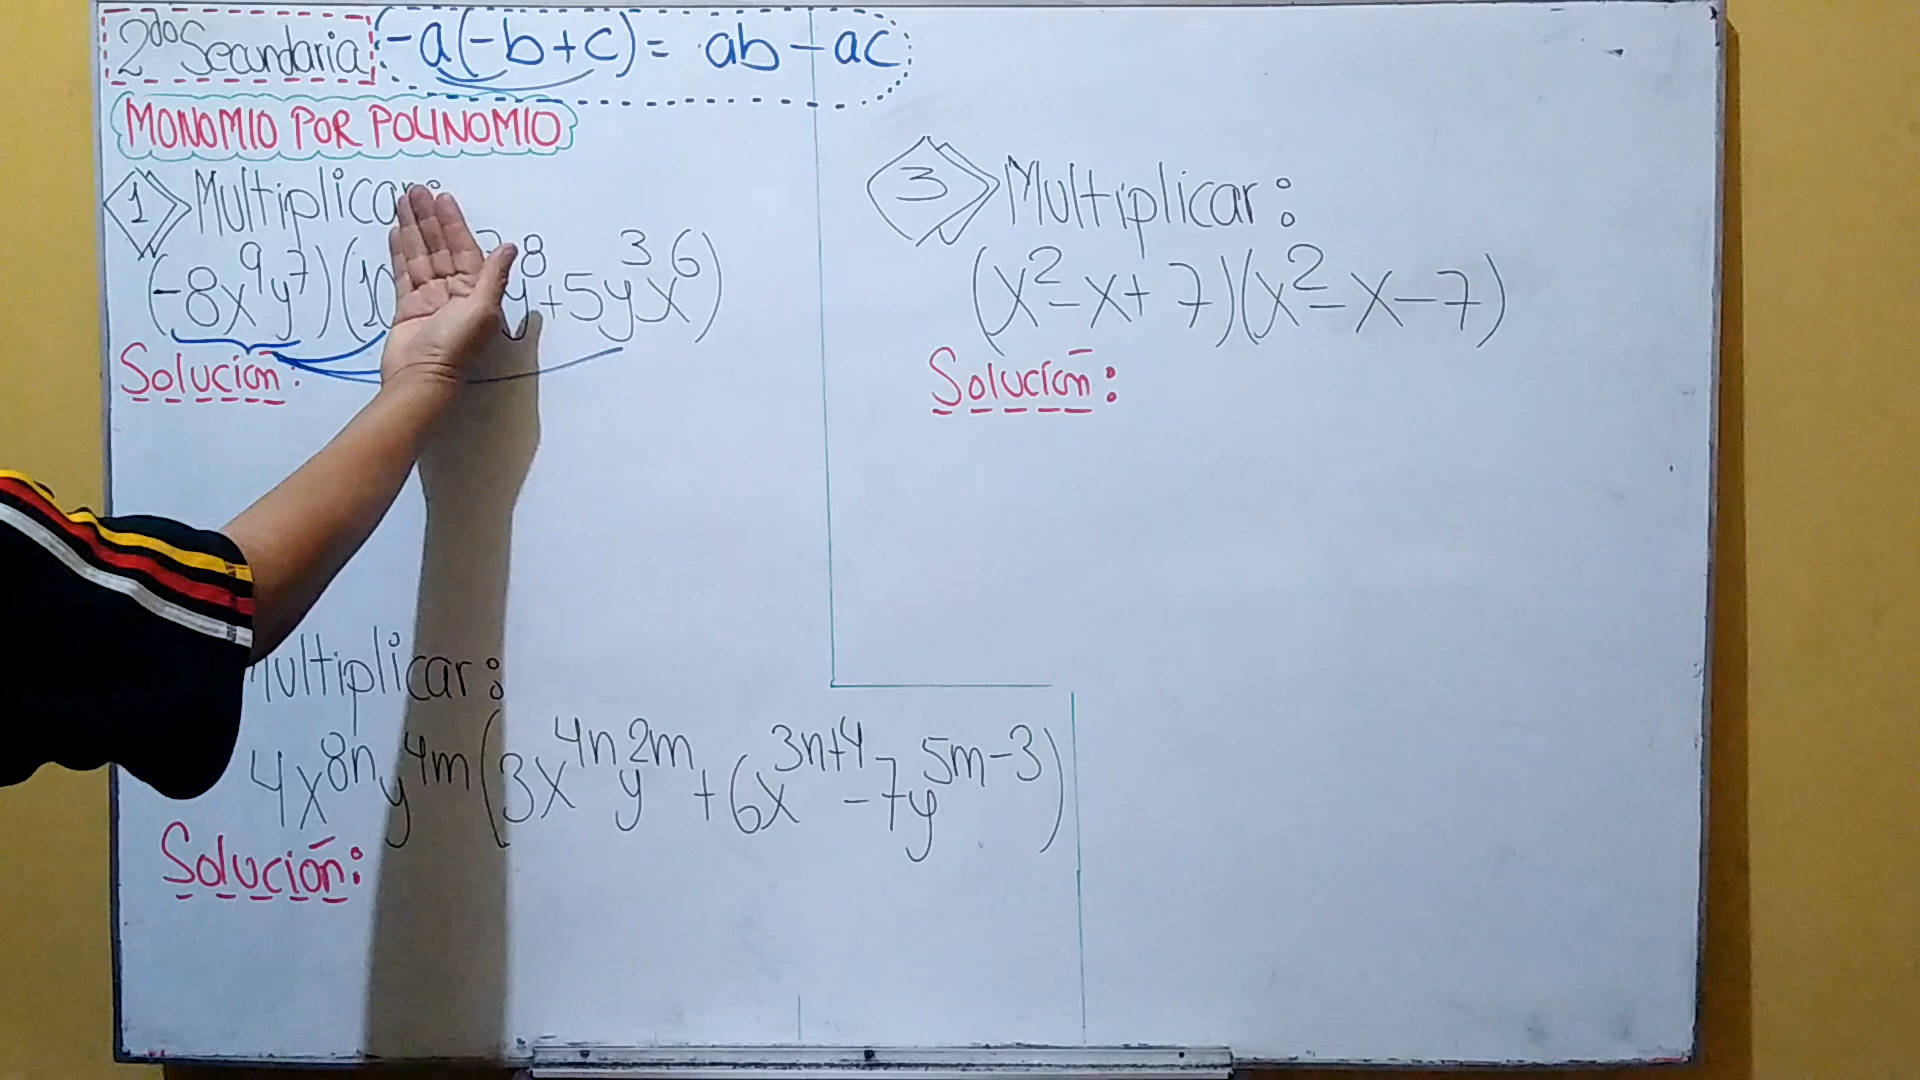 2do Secundaria -a(-b+c)= ab-ac
MONOMIO POR POLINOMIO
1 Multiplicar:
(-8x⁹y⁷)(10 y⁸+5y³x⁶)
Solución:
Multiplicar:
4x⁸ⁿy⁴ᵐ(3x⁴ⁿy²ᵐ+6x³ⁿ⁺⁴-7y⁵ᵐ⁻³)
Solución:
3 Multiplicar:
(x²-x+7)(x²-x-7)
Solución: